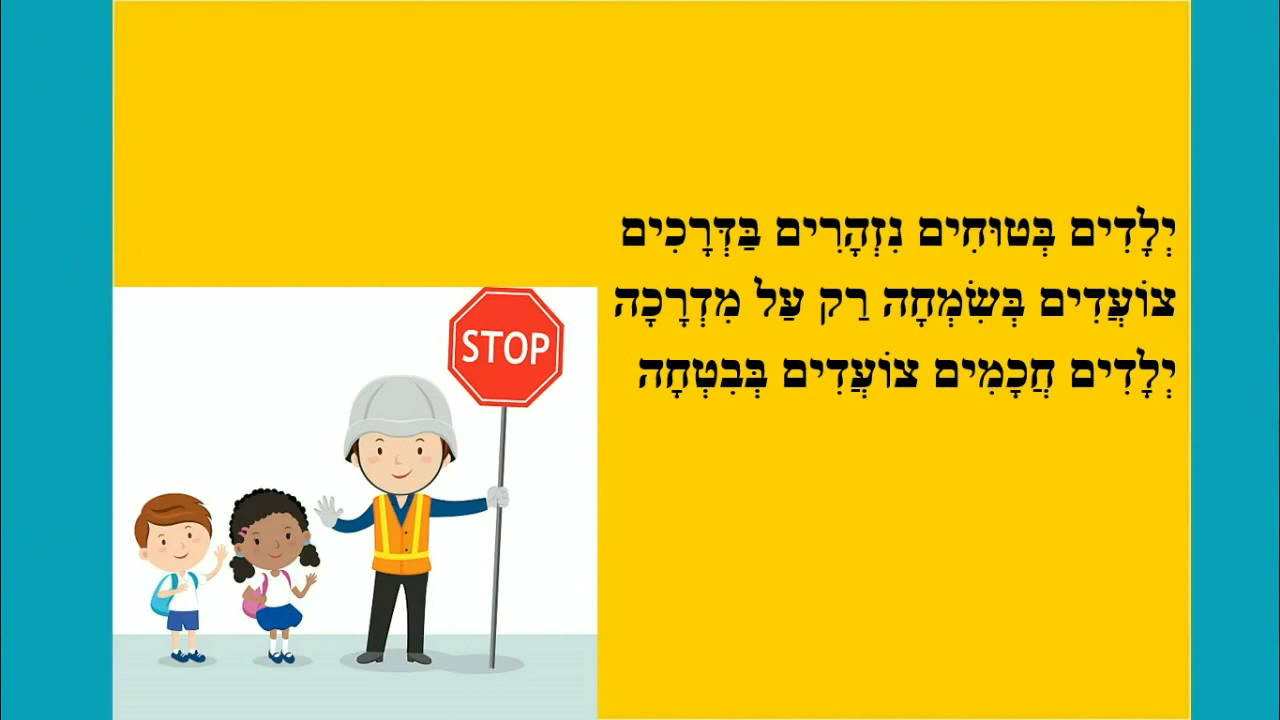 יְלָדִים בְּטוּחִים נִזְהָרִים בַּדְּרָכִים
צוֹעֲדִים בְּשִׂמְחָה רַק עַל מִדְרָכָה
יְלָדִים חֲכָמִים צוֹעֲדִים בְּבִטְחָה
STOP